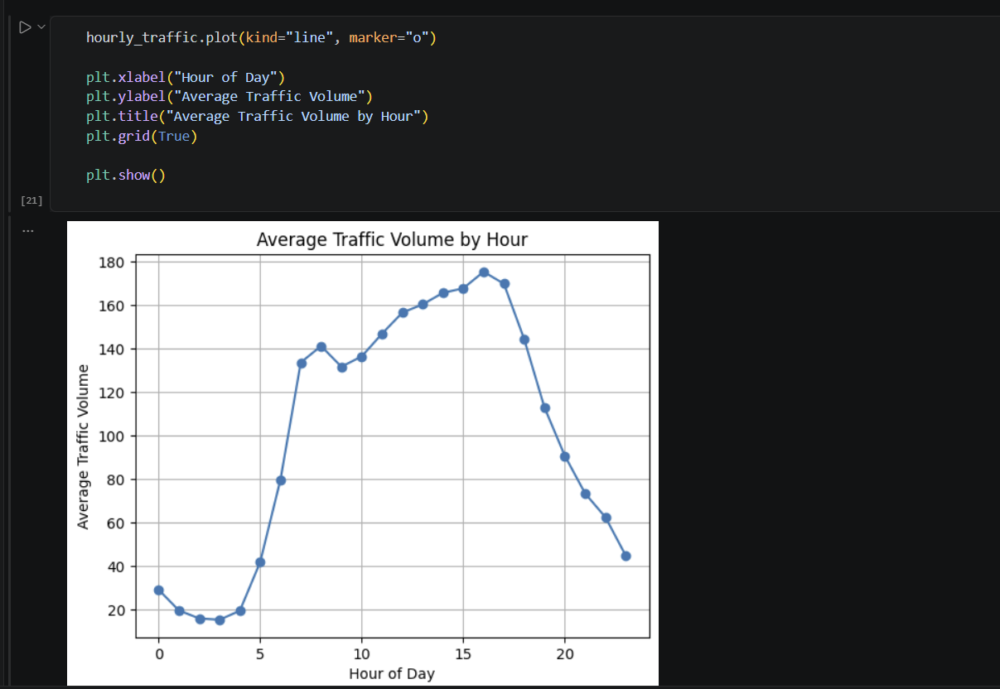 hourly_traffic.plot(kind="line", marker="o")
plt.xlabel("Hour of Day")
plt.ylabel("Average Traffic Volume")
plt.title("Average Traffic Volume by Hour")
plt.grid(True)
plt.show()
[21]
...
Average Traffic Volume by Hour
180
160
140
120
100
80
60
40
20
Average Traffic Volume
0 5 10 15 20
Hour of Day